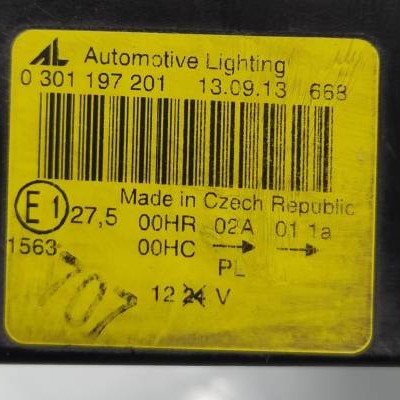 AL Automotive Lighting
0 301 197 201 13.09.13 668
Made in Czech Republic
E1 27,5 00HR 02A 01 1a
1563 00HC → →
PL
707 12 24 V